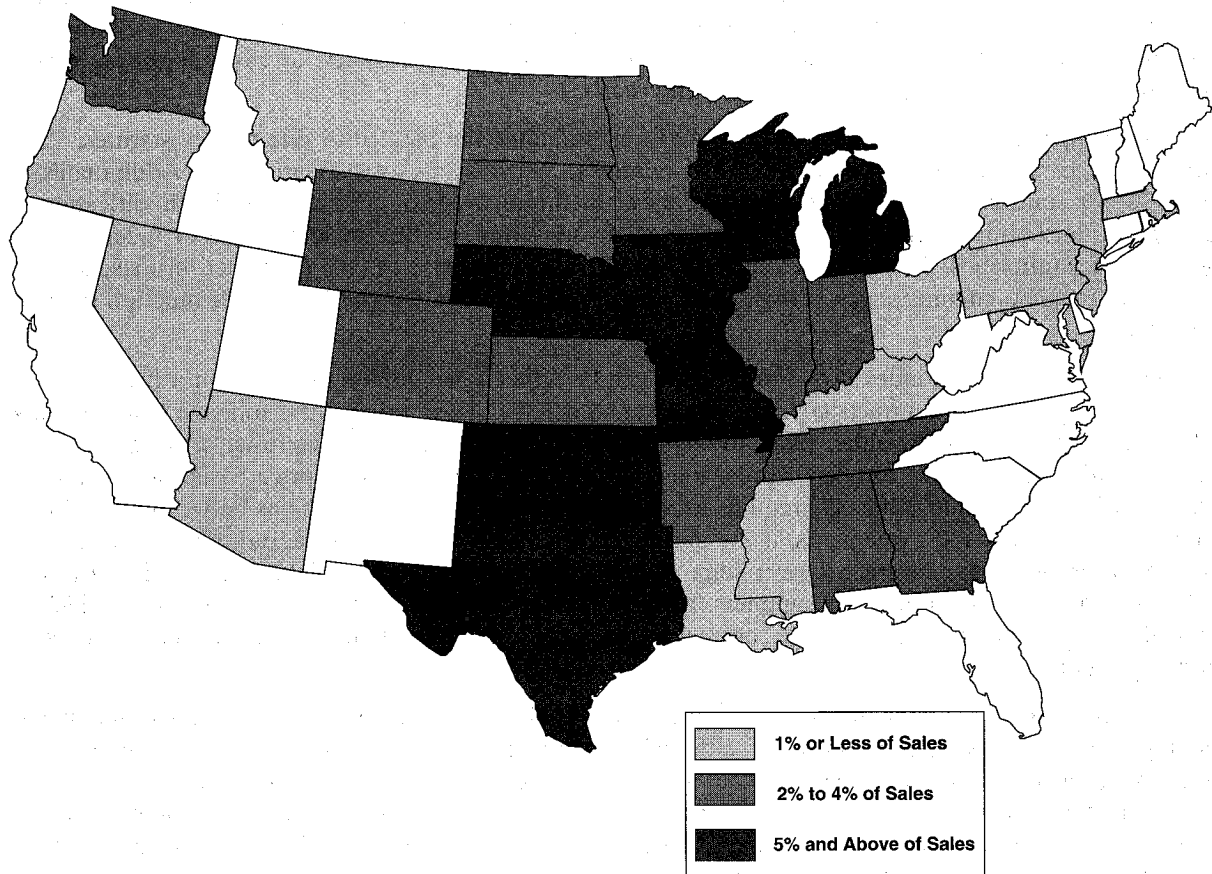 1% or Less of Sales
2% to 4% of Sales
5% and Above of Sales